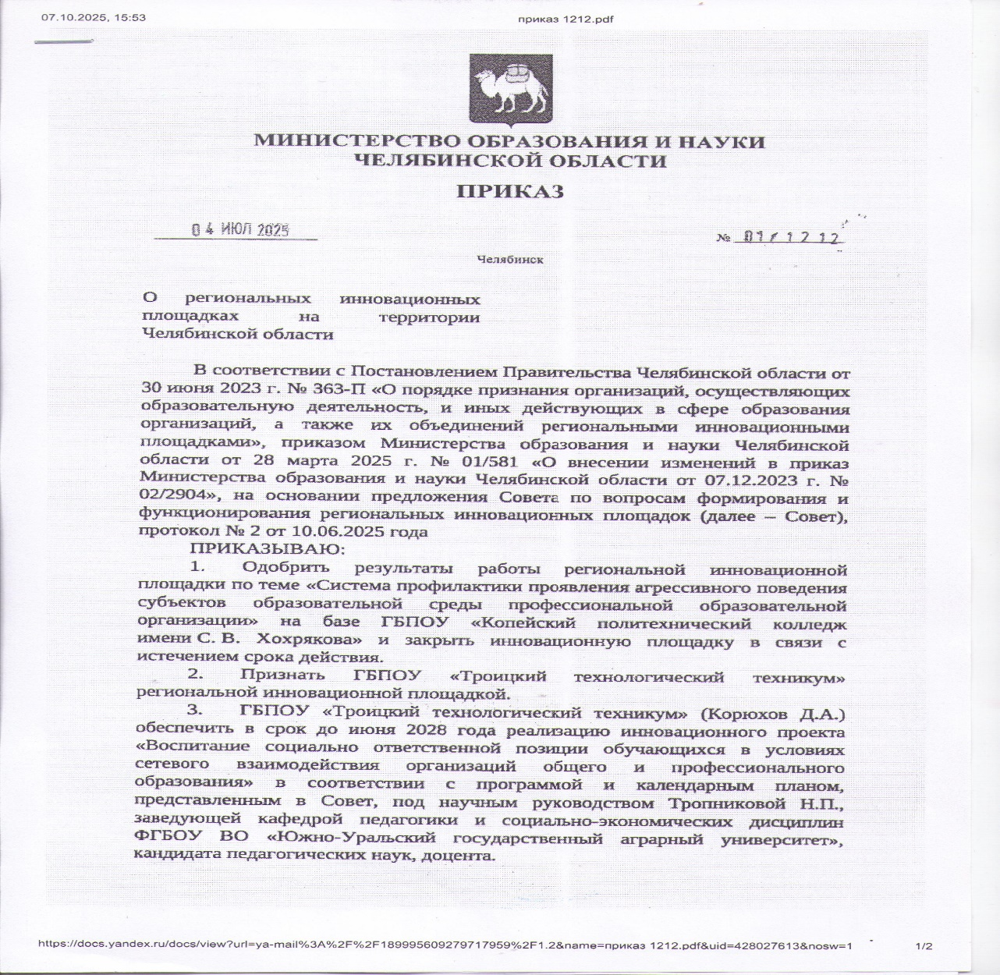 07.10.2025, 15:53
приказ 1212.pdf
МИНИСТЕРСТВО ОБРАЗОВАНИЯ И НАУКИ
ЧЕЛЯБИНСКОЙ ОБЛАСТИ
ПРИКАЗ
04 ИЮЛ 2025
№ 01/1212
Челябинск
О региональных инновационных
площадках на территории
Челябинской области
В соответствии с Постановлением Правительства Челябинской области от
30 июня 2023 г. № 363-П «О порядке признания организаций, осуществляющих
образовательную деятельность, и иных действующих в сфере образования
организаций, а также их объединений региональными инновационными
площадками», приказом Министерства образования и науки Челябинской
области от 28 марта 2025 г. № 01/581 «О внесении изменений в приказ
Министерства образования и науки Челябинской области от 07.12.2023 г. №
02/2904», на основании предложения Совета по вопросам формирования и
функционирования региональных инновационных площадок (далее – Совет),
протокол № 2 от 10.06.2025 года
ПРИКАЗЫВАЮ:
1. Одобрить результаты работы региональной инновационной
площадки по теме «Система профилактики проявления агрессивного поведения
субъектов образовательной среды профессиональной образовательной
организации» на базе ГБПОУ «Копейский политехнический колледж
имени С. В. Хохрякова» и закрыть инновационную площадку в связи с
истечением срока действия.
2. Признать ГБПОУ «Троицкий технологический техникум»
региональной инновационной площадкой.
3. ГБПОУ «Троицкий технологический техникум» (Корюхов Д.А.)
обеспечить в срок до июня 2028 года реализацию инновационного проекта
«Воспитание социально ответственной позиции обучающихся в условиях
сетевого взаимодействия организаций общего и профессионального
образования» в соответствии с программой и календарным планом,
представленным в Совет, под научным руководством Тропниковой Н.П.,
заведующей кафедрой педагогики и социально-экономических дисциплин
ФГБОУ ВО «Южно-Уральский государственный аграрный университет»,
кандидата педагогических наук, доцента.
https://docs.yandex.ru/docs/view?url=ya-mail%3A%2F%2F189995609279717959%2F1.2&name=приказ 1212.pdf&uid=428027613&nosw=1
1/2